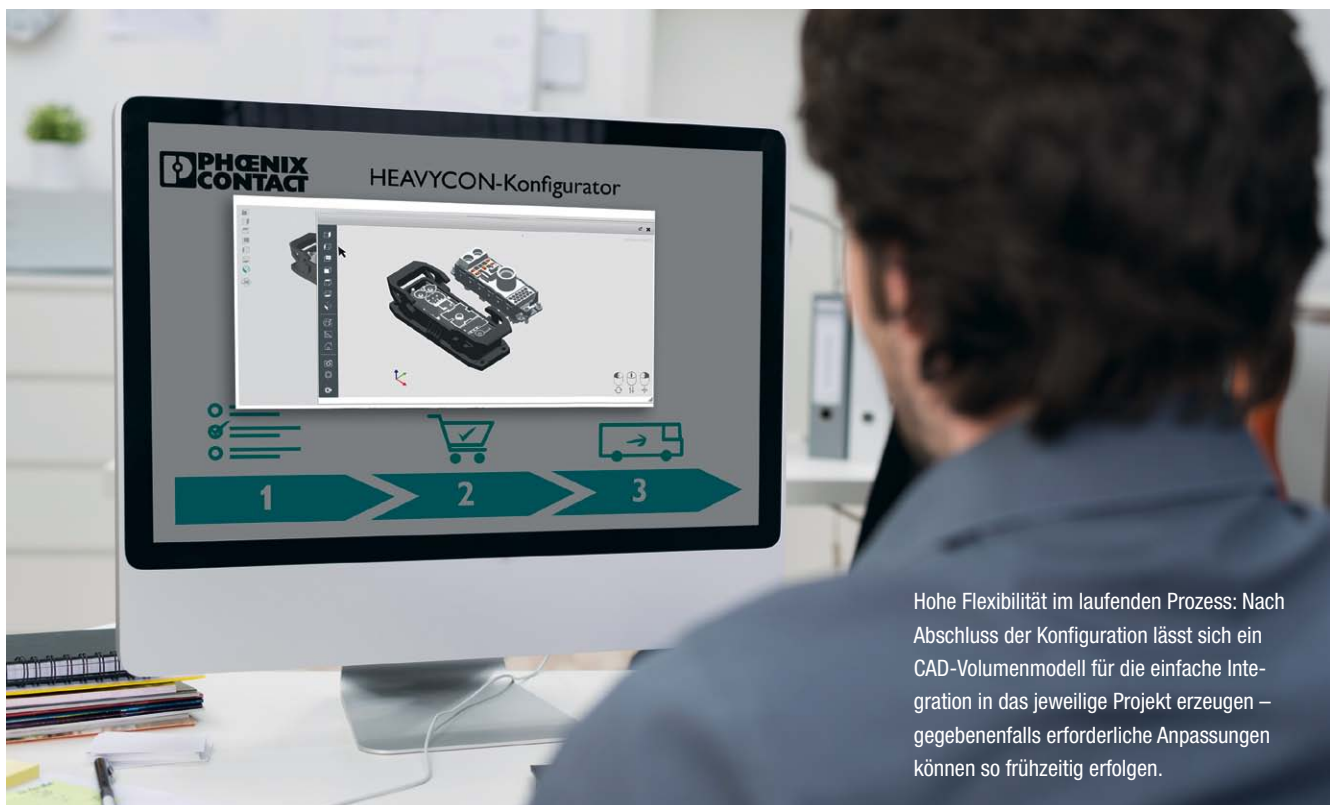 PHŒNIX
CONTACT
HEAVYCON-Konfigurator
1
2
3
Hohe Flexibilität im laufenden Prozess: Nach
Abschluss der Konfiguration lässt sich ein
CAD-Volumenmodell für die einfache Inte-
gration in das jeweilige Projekt erzeugen –
gegebenenfalls erforderliche Anpassungen
können so frühzeitig erfolgen.